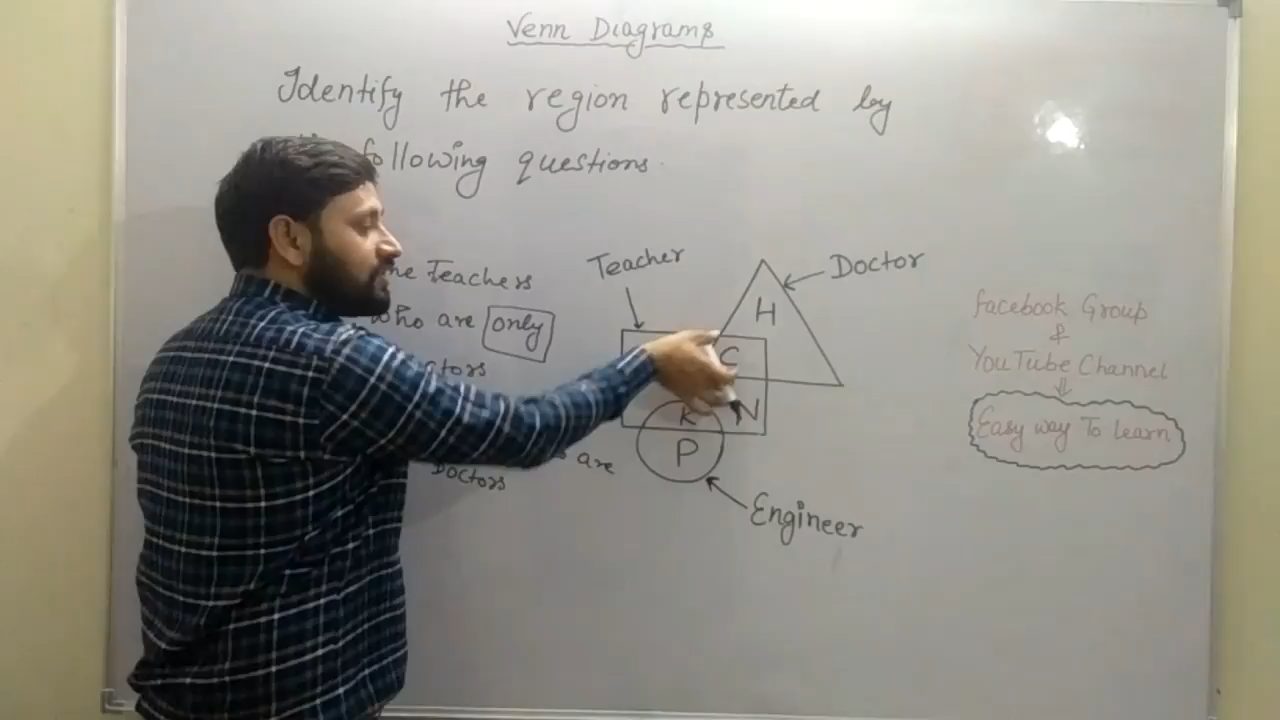 Venn Diagrams
Identify the region represented by
following questions.
Teachers
who are only
Doctors
are
Teacher
Doctor
H
C
K
N
P
Engineer
Facebook Group
&
YouTube Channel
Easy way To Learn